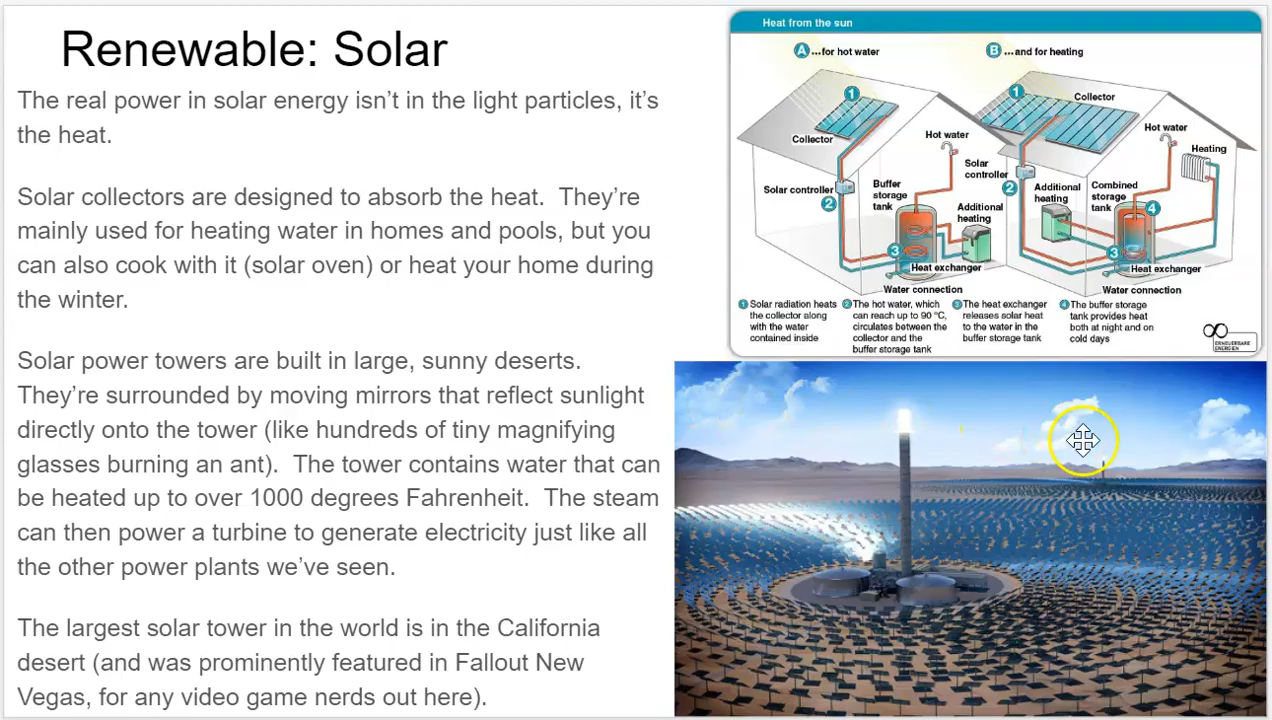 Renewable: Solar
The real power in solar energy isn’t in the light particles, it’s
the heat.
Solar collectors are designed to absorb the heat.  They’re
mainly used for heating water in homes and pools, but you
can also cook with it (solar oven) or heat your home during
the winter.
Solar power towers are built in large, sunny deserts.
They’re surrounded by moving mirrors that reflect sunlight
directly onto the tower (like hundreds of tiny magnifying
glasses burning an ant).  The tower contains water that can
be heated up to over 1000 degrees Fahrenheit.  The steam
can then power a turbine to generate electricity just like all
the other power plants we’ve seen.
The largest solar tower in the world is in the California
desert (and was prominently featured in Fallout New
Vegas, for any video game nerds out here).
Heat from the sun
A ...for hot water
B ...and for heating
1
Collector
Hot water
Solar controller
2
Buffer
storage
tank
Additional
heating
3
Heat exchanger
Water connection
1
Collector
Hot water
Heating
Solar
controller
2
Additional
heating
Combined
storage
tank
4
3
Heat exchanger
Water connection
1 Solar radiation heats
the collector along
with the water
contained inside
2 The hot water, which
can reach up to 90 °C,
circulates between the
collector and the
buffer storage tank
3 The heat exchanger
releases solar heat
to the water in the
buffer storage tank
4 The buffer storage
tank provides heat
both at night and on
cold days
ERNEUERBARE
ENERGIEN